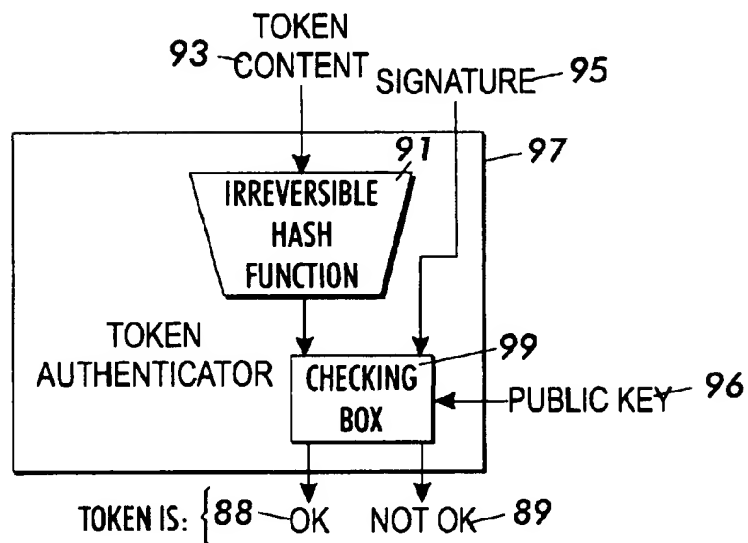 TOKEN
93 CONTENT
SIGNATURE 95
97
91
IRREVERSIBLE
HASH
FUNCTION
TOKEN
AUTHENTICATOR
99
CHECKING
BOX
PUBLIC KEY 96
TOKEN IS: { 88 OK NOT OK 89